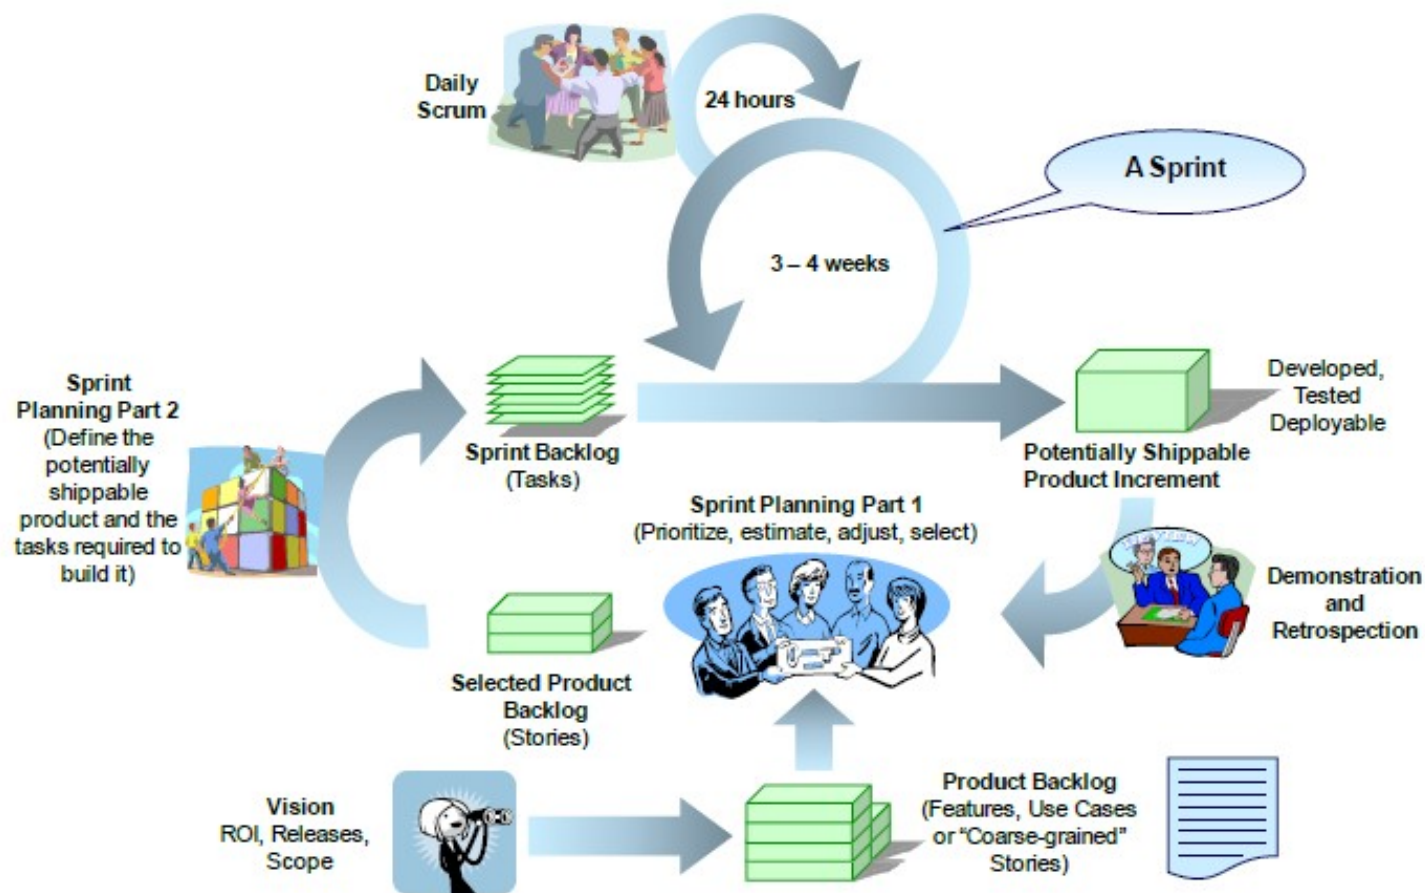 Daily
Scrum
24 hours
A Sprint
3 – 4 weeks
Sprint
Planning Part 2
(Define the
potentially
shippable
product and the
tasks required to
build it)
Sprint Backlog
(Tasks)
Developed,
Tested
Deployable
Potentially Shippable
Product Increment
Sprint Planning Part 1
(Prioritize, estimate, adjust, select)
Demonstration
and
Retrospection
Selected Product
Backlog
(Stories)
Vision
ROI, Releases,
Scope
Product Backlog
(Features, Use Cases
or “Coarse-grained”
Stories)